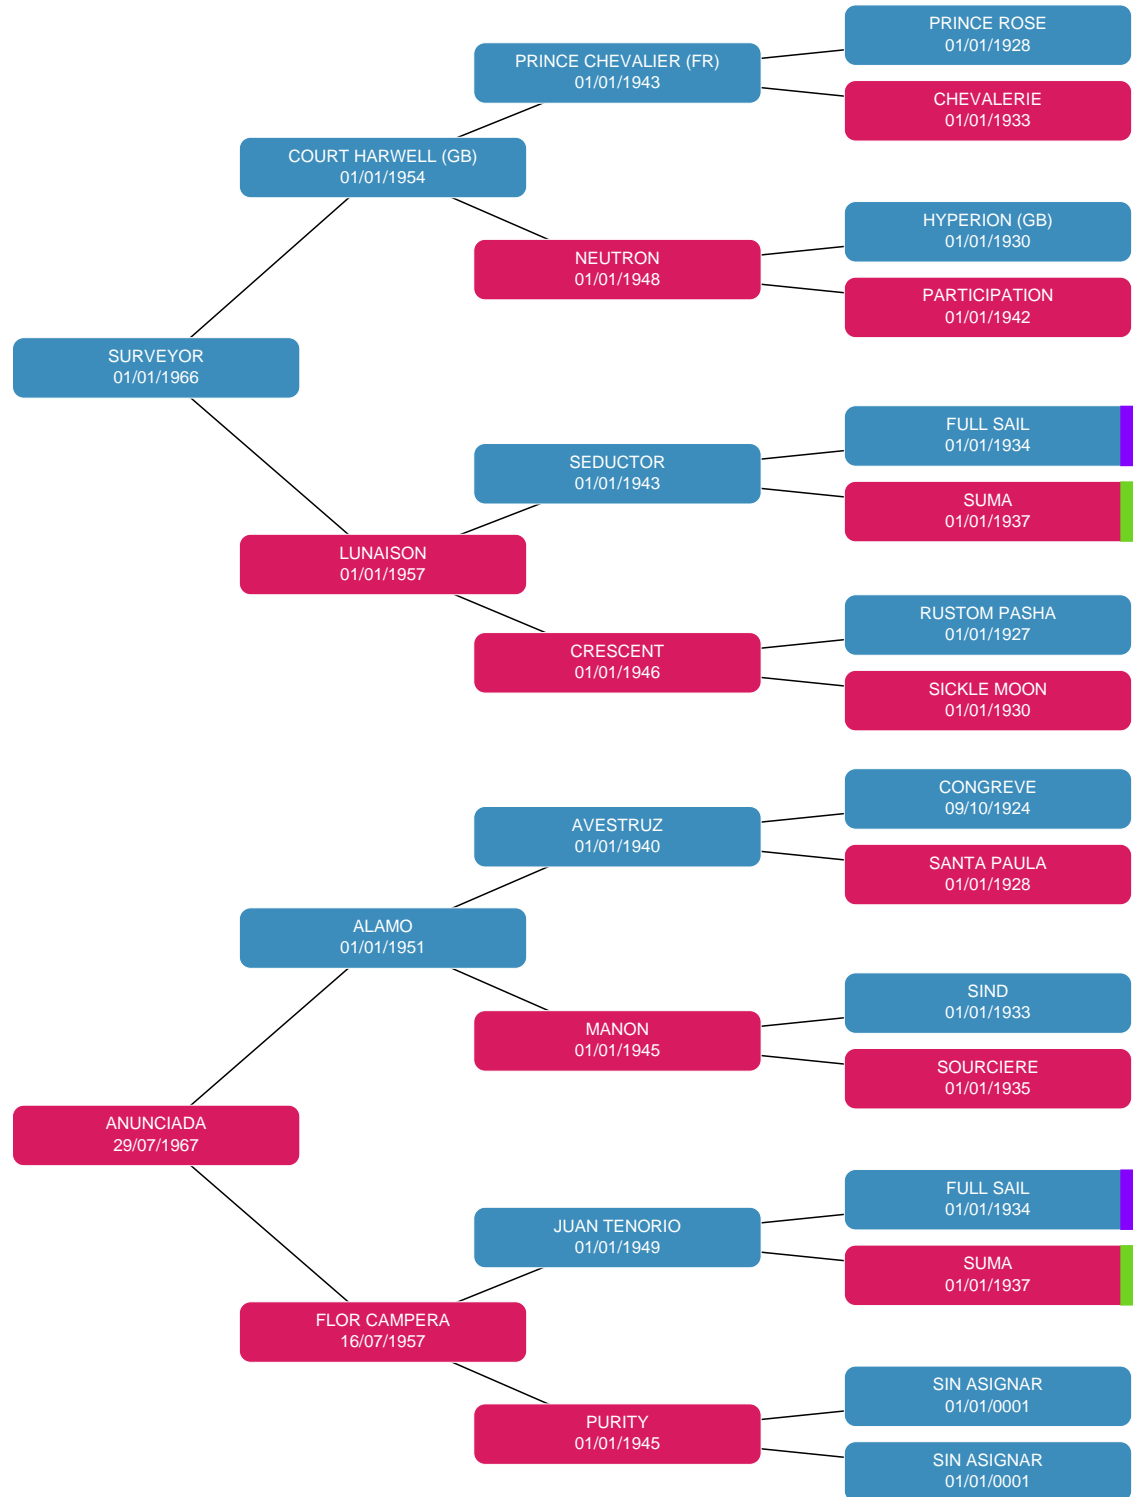 PRINCE ROSE
01/01/1928
PRINCE CHEVALIER (FR)
01/01/1943
CHEVALERIE
01/01/1933
COURT HARWELL (GB)
01/01/1954
HYPERION (GB)
01/01/1930
NEUTRON
01/01/1948
PARTICIPATION
01/01/1942
SURVEYOR
01/01/1966
FULL SAIL
01/01/1934
SEDUCTOR
01/01/1943
SUMA
01/01/1937
LUNAISON
01/01/1957
RUSTOM PASHA
01/01/1927
CRESCENT
01/01/1946
SICKLE MOON
01/01/1930
CONGREVE
09/10/1924
AVESTRUZ
01/01/1940
SANTA PAULA
01/01/1928
ALAMO
01/01/1951
SIND
01/01/1933
MANON
01/01/1945
SOURCIERE
01/01/1935
ANUNCIADA
29/07/1967
FULL SAIL
01/01/1934
JUAN TENORIO
01/01/1949
SUMA
01/01/1937
FLOR CAMPERA
16/07/1957
SIN ASIGNAR
01/01/0001
PURITY
01/01/1945
SIN ASIGNAR
01/01/0001